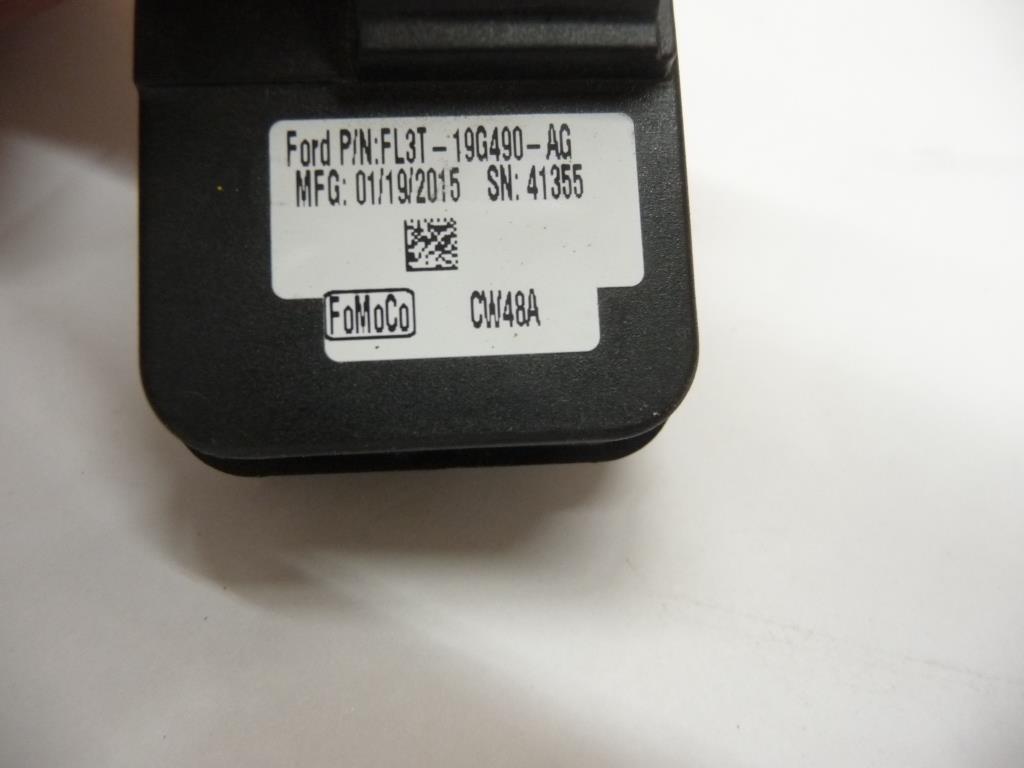 Ford P/N:FL3T-19G490-AG
MFG: 01/19/2015 SN: 41355
FoMoCo CW48A